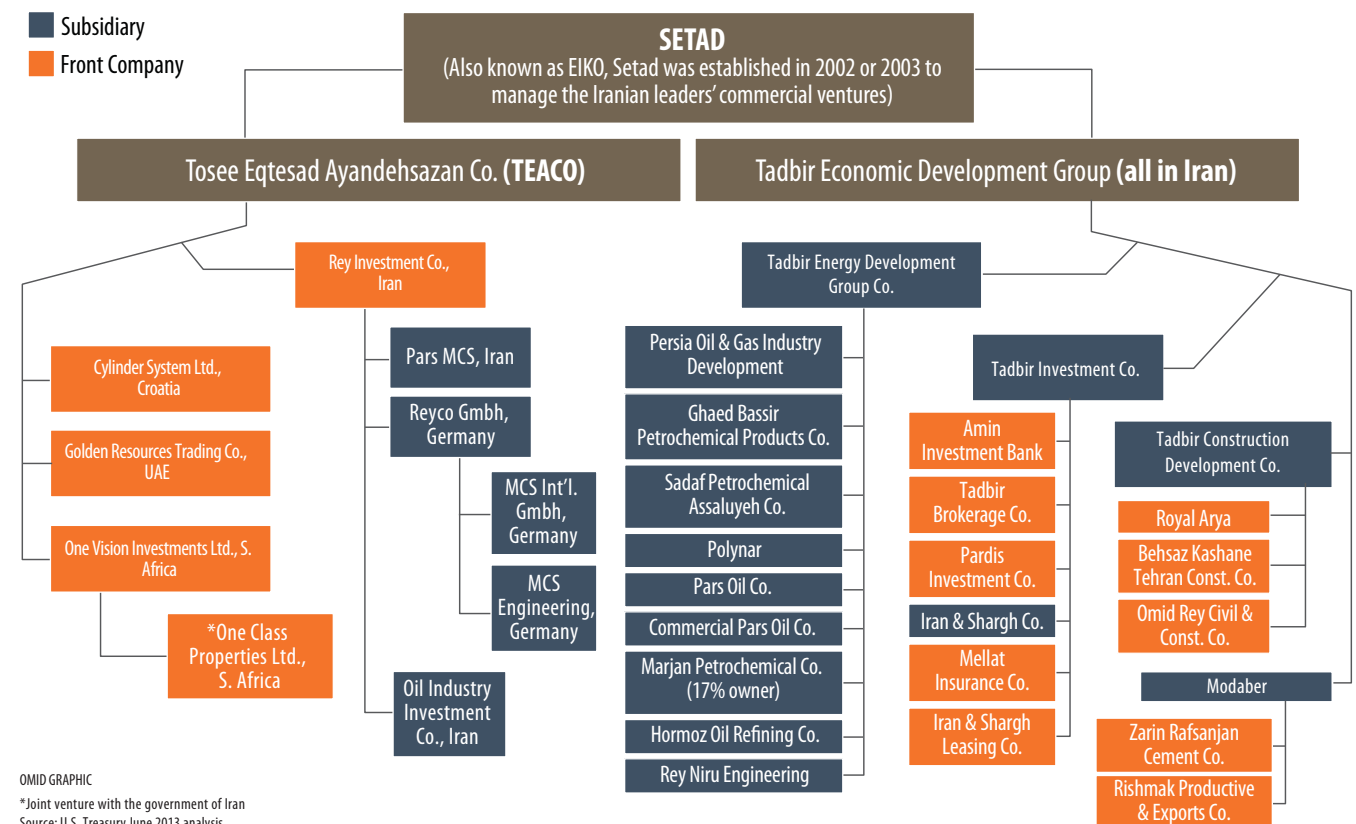 Subsidiary
Front Company
SETAD
(Also known as EIKO, Setad was established in 2002 or 2003 to
manage the Iranian leaders’ commercial ventures)
Tosee Eqtesad Ayandehsazan Co. (TEACO)
Tadbir Economic Development Group (all in Iran)
Rey Investment Co.,
Iran
Cylinder System Ltd.,
Croatia
Golden Resources Trading Co.,
UAE
One Vision Investments Ltd., S.
Africa
*One Class
Properties Ltd.,
S. Africa
Pars MCS, Iran
Reyco Gmbh,
Germany
MCS Int’l.
Gmbh,
Germany
MCS
Engineering,
Germany
Oil Industry
Investment
Co., Iran
Tadbir Energy Development
Group Co.
Persia Oil & Gas Industry
Development
Ghaed Bassir
Petrochemical Products Co.
Sadaf Petrochemical
Assaluyeh Co.
Polynar
Pars Oil Co.
Commercial Pars Oil Co.
Marjan Petrochemical Co.
(17% owner)
Hormoz Oil Refining Co.
Rey Niru Engineering
Tadbir Investment Co.
Amin
Investment Bank
Tadbir
Brokerage Co.
Pardis
Investment Co.
Iran & Shargh Co.
Mellat
Insurance Co.
Iran & Shargh
Leasing Co.
Tadbir Construction
Development Co.
Royal Arya
Behsaz Kashane
Tehran Const. Co.
Omid Rey Civil &
Const. Co.
Modaber
Zarin Rafsanjan
Cement Co.
Rishmak Productive
& Exports Co.
OMID GRAPHIC
*Joint venture with the government of Iran
Source: U.S. Treasury June 2013 analysis